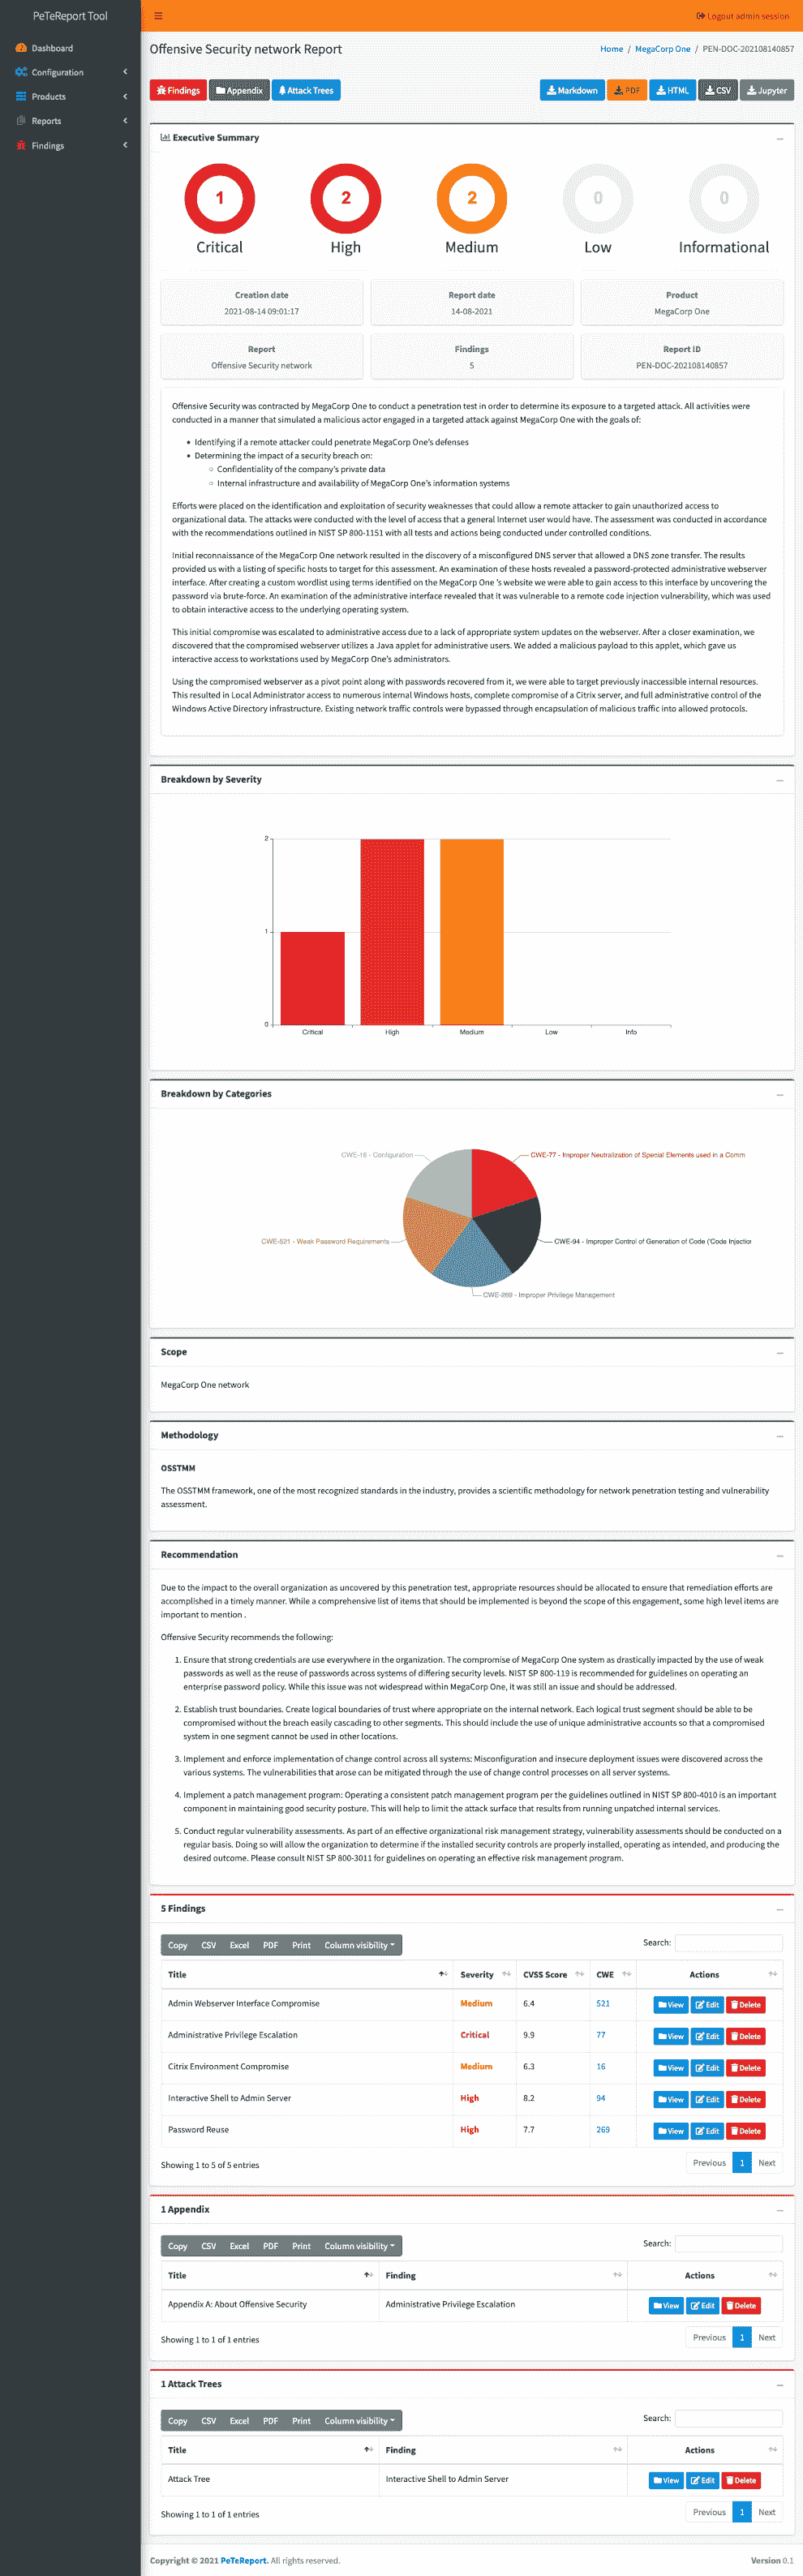 PeTeReport Tool
Logout admin session
Dashboard
Configuration
Products
Reports
Findings
Offensive Security network Report
Home / MegaCorp One / PEN-DOC-202108140857
Findings Appendix Attack Trees
Markdown PDF HTML CSV Jupyter
Executive Summary
1 2 2 0 0
Critical High Medium Low Informational
Creation date Report date Product
2021-08-14 09:01:17 14-08-2021 MegaCorp One
Report Findings Report ID
Offensive Security network 5 PEN-DOC-202108140857
Offensive Security was contracted by MegaCorp One to conduct a penetration test in order to determine its exposure to a targeted attack. All activities were
conducted in a manner that simulated a malicious actor engaged in a targeted attack against MegaCorp One with the goals of:
• Identifying if a remote attacker could penetrate MegaCorp One's defenses
• Determining the impact of a security breach on:
○ Confidentiality of the company's private data
○ Internal infrastructure and availability of MegaCorp One's information systems
Efforts were placed on the identification and exploitation of security weaknesses that could allow a remote attacker to gain unauthorized access to
organizational data. The attacks were conducted with the level of access that a general Internet user would have. The assessment was conducted in accordance
with the recommendations outlined in NIST SP 800-1151 with all tests and actions being conducted under controlled conditions.
Initial reconnaissance of the MegaCorp One network resulted in the discovery of a misconfigured DNS server that allowed a DNS zone transfer. The results
provided us with a listing of specific hosts to target for this assessment. An examination of these hosts revealed a password-protected administrative webserver
interface. After creating a custom wordlist using terms identified on the MegaCorp One 's website we were able to gain access to this interface by uncovering the
password via brute-force. An examination of the administrative interface revealed that it was vulnerable to a remote code injection vulnerability, which was used
to obtain interactive access to the underlying operating system.
This initial compromise was escalated to administrative access due to a lack of appropriate system updates on the webserver. After a closer examination, we
discovered that the compromised webserver utilizes a Java applet for administrative users. We added a malicious payload to this applet, which gave us
interactive access to workstations used by MegaCorp One's administrators.
Using the compromised webserver as a pivot point along with passwords recovered from it, we were able to target previously inaccessible internal resources.
This resulted in Local Administrator access to numerous internal Windows hosts, complete compromise of a Citrix server, and full administrative control of the
Windows Active Directory infrastructure. Existing network traffic controls were bypassed through encapsulation of malicious traffic into allowed protocols.
Breakdown by Severity
2
1
0
Critical High Medium Low Info
Breakdown by Categories
CWE-16 - Configuration
CWE-77 - Improper Neutralization of Special Elements used in a Comm
CWE-521 - Weak Password Requirements
CWE-94 - Improper Control of Generation of Code ('Code Injection
CWE-269 - Improper Privilege Management
Scope
MegaCorp One network
Methodology
OSSTMM
The OSSTMM framework, one of the most recognized standards in the industry, provides a scientific methodology for network penetration testing and vulnerability
assessment.
Recommendation
Due to the impact to the overall organization as uncovered by this penetration test, appropriate resources should be allocated to ensure that remediation efforts are
accomplished in a timely manner. While a comprehensive list of items that should be implemented is beyond the scope of this engagement, some high level items are
important to mention .
Offensive Security recommends the following:
1. Ensure that strong credentials are use everywhere in the organization. The compromise of MegaCorp One system as drastically impacted by the use of weak
passwords as well as the reuse of passwords across systems of differing security levels. NIST SP 800-119 is recommended for guidelines on operating an
enterprise password policy. While this issue was not widespread within MegaCorp One, it was still an issue and should be addressed.
2. Establish trust boundaries. Create logical boundaries of trust where appropriate on the internal network. Each logical trust segment should be able to be
compromised without the breach easily cascading to other segments. This should include the use of unique administrative accounts so that a compromised
system in one segment cannot be used in other locations.
3. Implement and enforce implementation of change control across all systems: Misconfiguration and insecure deployment issues were discovered across the
various systems. The vulnerabilities that arose can be mitigated through the use of change control processes on all server systems.
4. Implement a patch management program: Operating a consistent patch management program per the guidelines outlined in NIST SP 800-4010 is an important
component in maintaining good security posture. This will help to limit the attack surface that results from running unpatched internal services.
5. Conduct regular vulnerability assessments. As part of an effective organizational risk management strategy, vulnerability assessments should be conducted on a
regular basis. Doing so will allow the organization to determine if the installed security controls are properly installed, operating as intended, and producing the
desired outcome. Please consult NIST SP 800-3011 for guidelines on operating an effective risk management program.
5 Findings
Copy CSV Excel PDF Print Column visibility Search:
Title Severity CVSS Score CWE Actions
Admin Webserver Interface Compromise Medium 6.4 521 View Edit Delete
Administrative Privilege Escalation Critical 9.9 77 View Edit Delete
Citrix Environment Compromise Medium 6.3 16 View Edit Delete
Interactive Shell to Admin Server High 8.2 94 View Edit Delete
Password Reuse High 7.7 269 View Edit Delete
Showing 1 to 5 of 5 entries Previous 1 Next
1 Appendix
Copy CSV Excel PDF Print Column visibility Search:
Title Finding Actions
Appendix A: About Offensive Security Administrative Privilege Escalation View Edit Delete
Showing 1 to 1 of 1 entries Previous 1 Next
1 Attack Trees
Copy CSV Excel PDF Print Column visibility Search:
Title Finding Actions
Attack Tree Interactive Shell to Admin Server View Edit Delete
Showing 1 to 1 of 1 entries Previous 1 Next
Copyright © 2021 PeTeReport. All rights reserved. Version 0.1